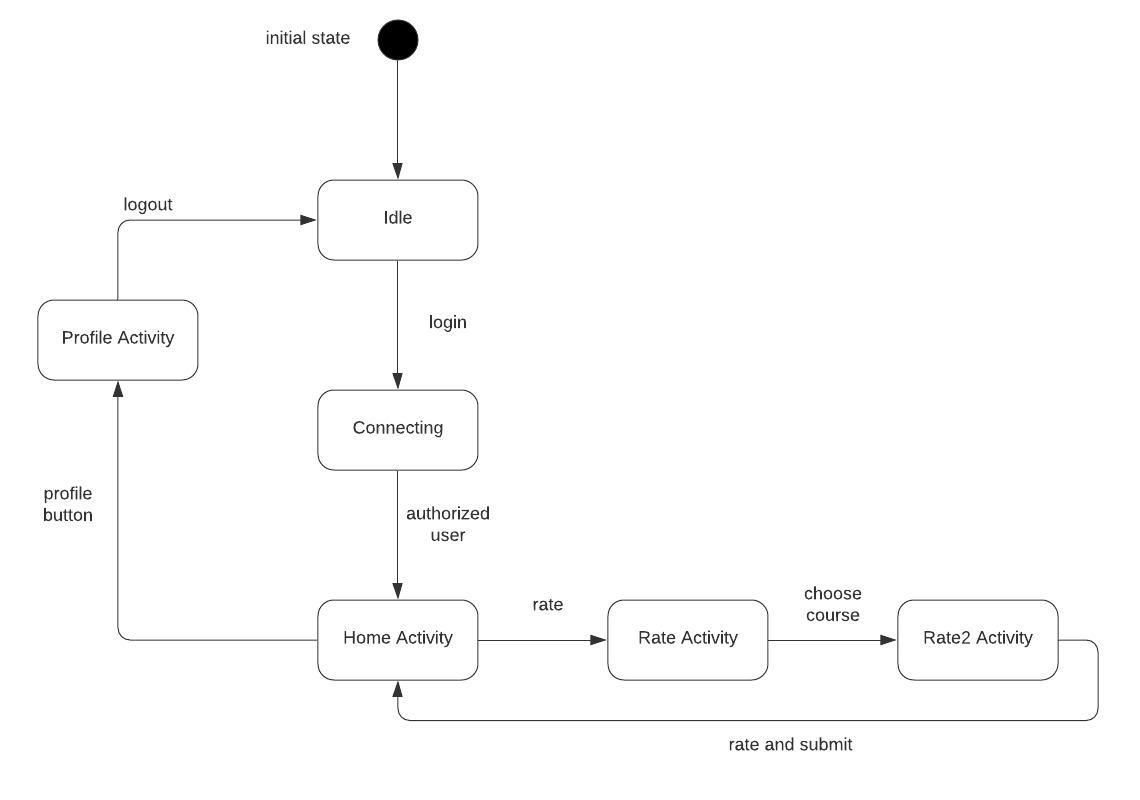 initial state
logout
Idle
login
Profile Activity
Connecting
profile
button
authorized
user
rate
choose
course
Home Activity
Rate Activity
Rate2 Activity
rate and submit